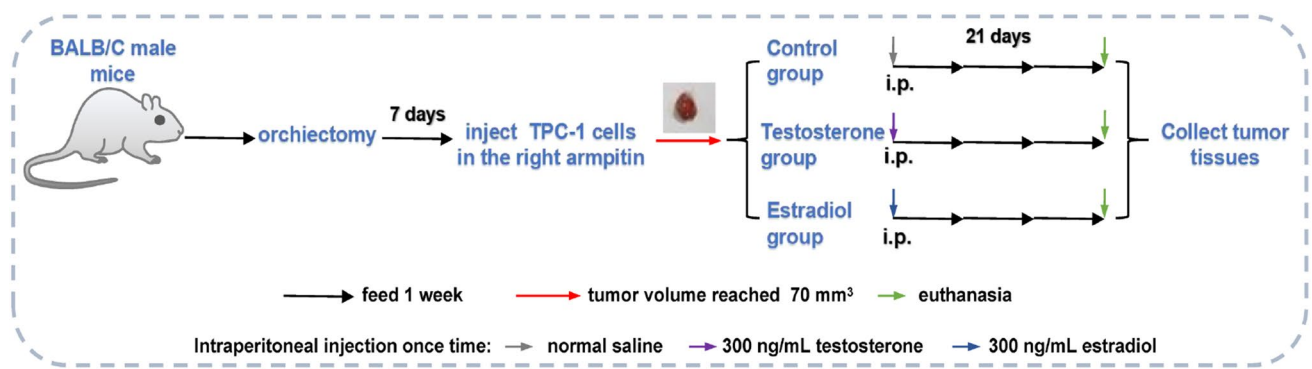 BALB/C male
mice
orchiectomy
7 days
inject TPC-1 cells
in the right armpitin
Control
group
21 days
i.p.
Testosterone
group
i.p.
Estradiol
group
i.p.
Collect tumor
tissues
feed 1 week
tumor volume reached 70 mm³
euthanasia
Intraperitoneal injection once time:
normal saline
300 ng/mL testosterone
300 ng/mL estradiol